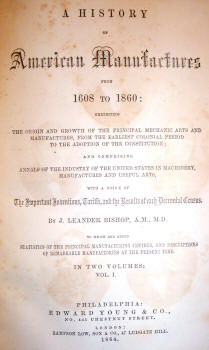 A HISTORY
OF
American Manufactures
FROM
1608 TO 1860:
EXHIBITING
THE ORIGIN AND GROWTH OF THE PRINCIPAL MECHANIC ARTS AND
MANUFACTURES, FROM THE EARLIEST COLONIAL PERIOD
TO THE ADOPTION OF THE CONSTITUTION;
AND COMPRISING
ANNALS OF THE INDUSTRY OF THE UNITED STATES IN MACHINERY,
MANUFACTURES AND USEFUL ARTS,
WITH A NOTICE OF
The Important Inventions, Tariffs, and the Results of each Decennial Census.
BY J. LEANDER BISHOP, A.M., M.D.
TO WHICH ARE ADDED
STATISTICS OF THE PRINCIPAL MANUFACTURING CENTRES, AND DESCRIPTIONS
OF REMARKABLE MANUFACTORIES AT THE PRESENT TIME.
IN TWO VOLUMES:
VOL. I.
PHILADELPHIA:
EDWARD YOUNG & CO.,
NO. 441 CHESTNUT STREET.
LONDON:
SAMPSON LOW, SON & CO., 47 LUDGATE HILL.